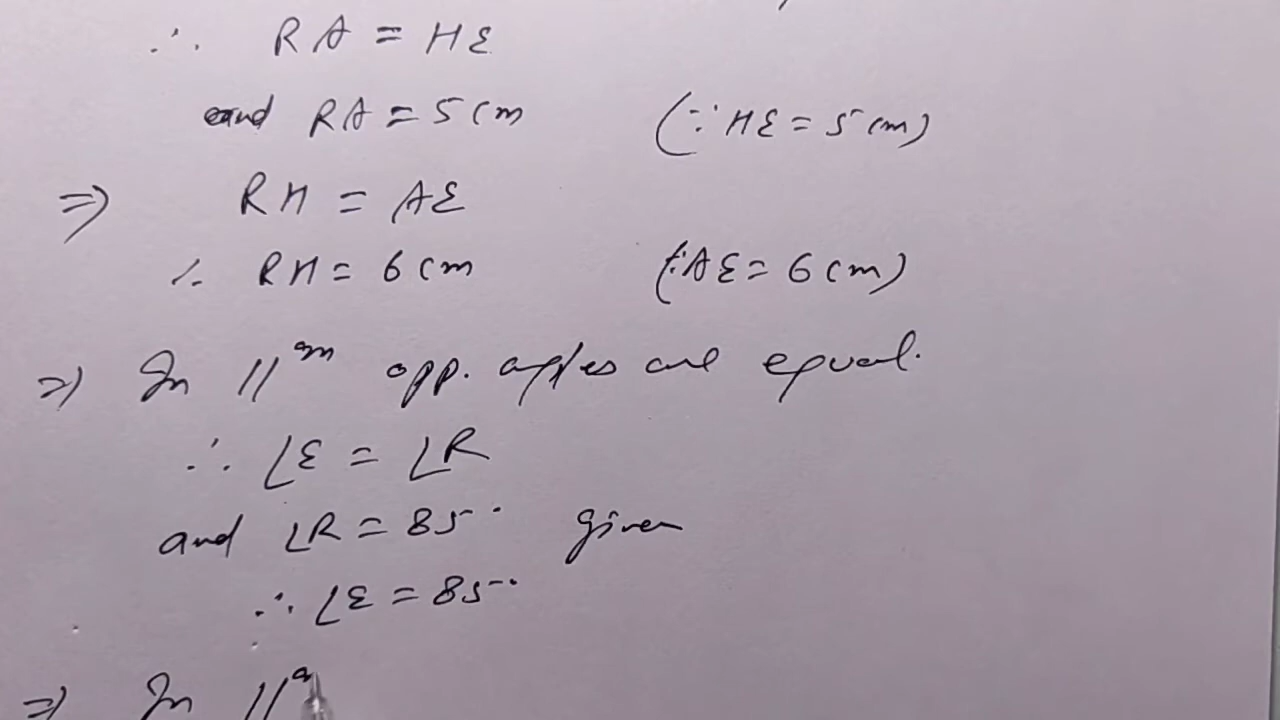 ∴ RA = HE
and RA = 5 cm (∵ HE = 5 cm)
⇒ RH = AE
∴ RH = 6 cm (∵ AE = 6 cm)
⇒ In ||gm opp. angles are equal.
∴ ∠E = ∠R
and ∠R = 85° given
∴ ∠E = 85°
⇒ In ||